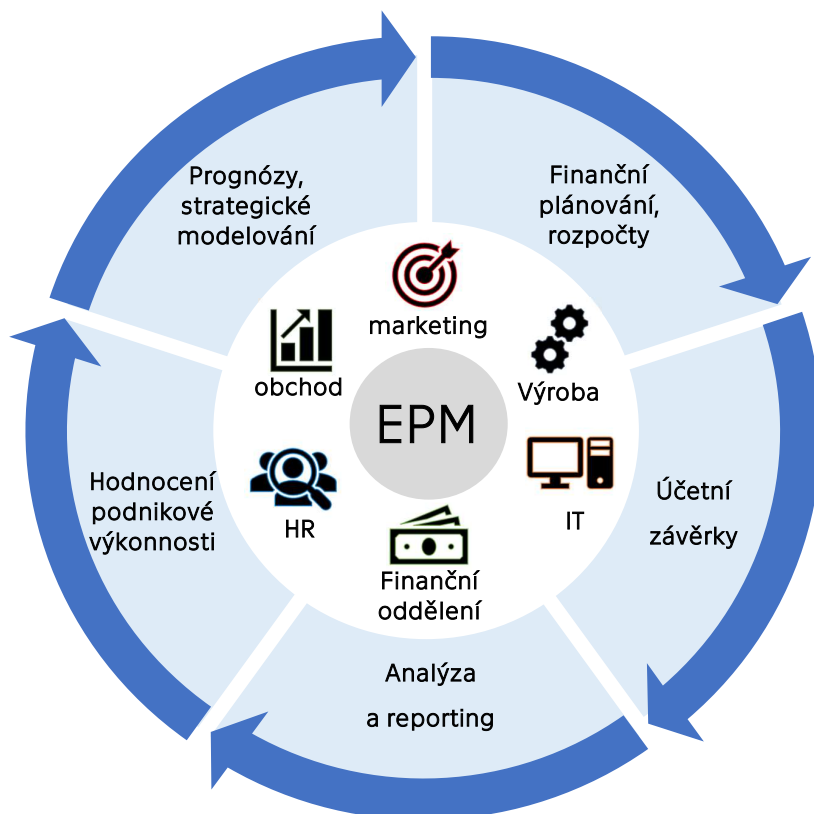 Prognózy,
strategické
modelování
Finanční
plánování,
rozpočty
marketing
obchod
Výroba
EPM
HR
IT
Finanční
oddělení
Hodnocení
podnikové
výkonnosti
Účetní
závěrky
Analýza
a reporting